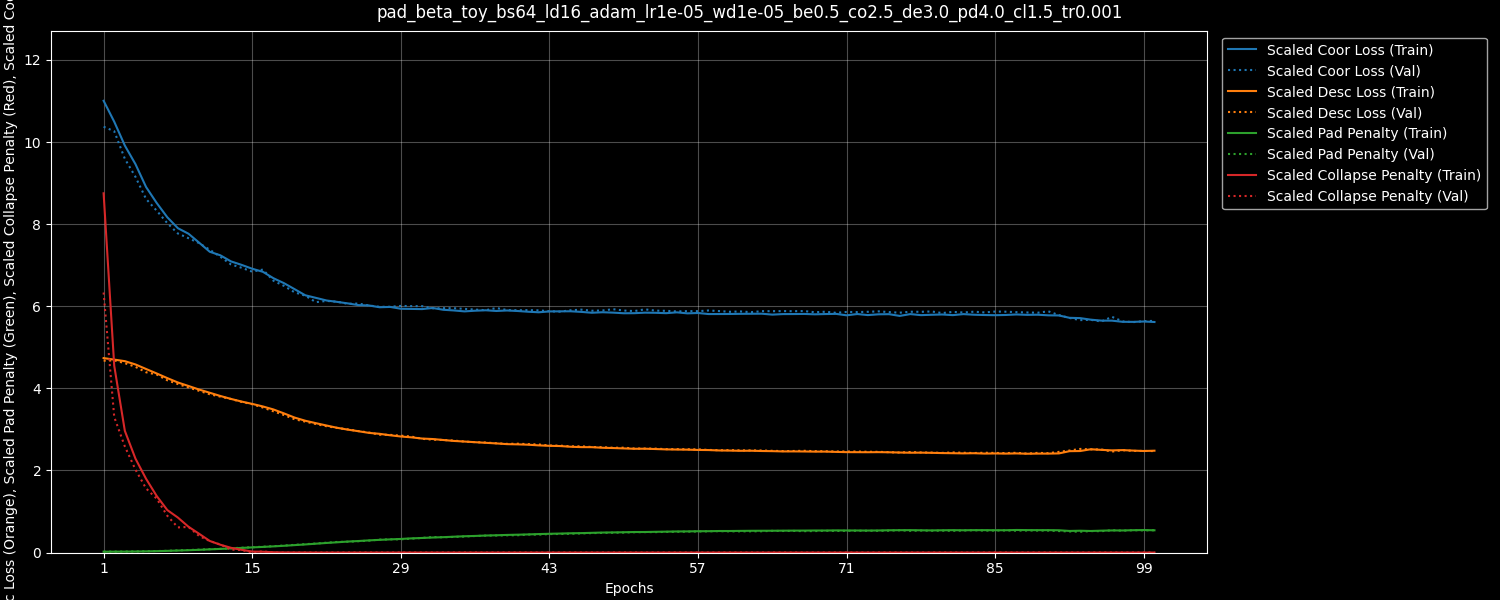 pad_beta_toy_bs64_ld16_adam_lr1e-05_wd1e-05_be0.5_co2.5_de3.0_pd4.0_cl1.5_tr0.001
Loss (Orange), Scaled Pad Penalty (Green), Scaled Collapse Penalty (Red), Scaled
12
10
8
6
4
2
0
1 15 29 43 57 71 85 99
Epochs
Scaled Coor Loss (Train)
Scaled Coor Loss (Val)
Scaled Desc Loss (Train)
Scaled Desc Loss (Val)
Scaled Pad Penalty (Train)
Scaled Pad Penalty (Val)
Scaled Collapse Penalty (Train)
Scaled Collapse Penalty (Val)